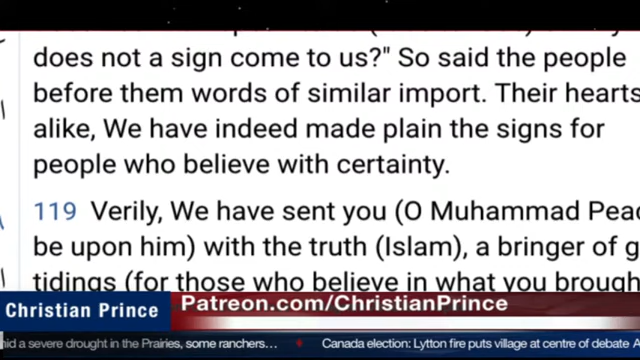 does not a sign come to us?" So said the people
before them words of similar import. Their hearts
alike, We have indeed made plain the signs for
people who believe with certainty.
119 Verily, We have sent you (O Muhammad Peac
be upon him) with the truth (Islam), a bringer of g
tidings (for those who believe in what you brough
Christian Prince
Patreon.com/ChristianPrince
mid a severe drought in the Prairies, some ranchers...
Canada election: Lytton fire puts village at centre of debate A